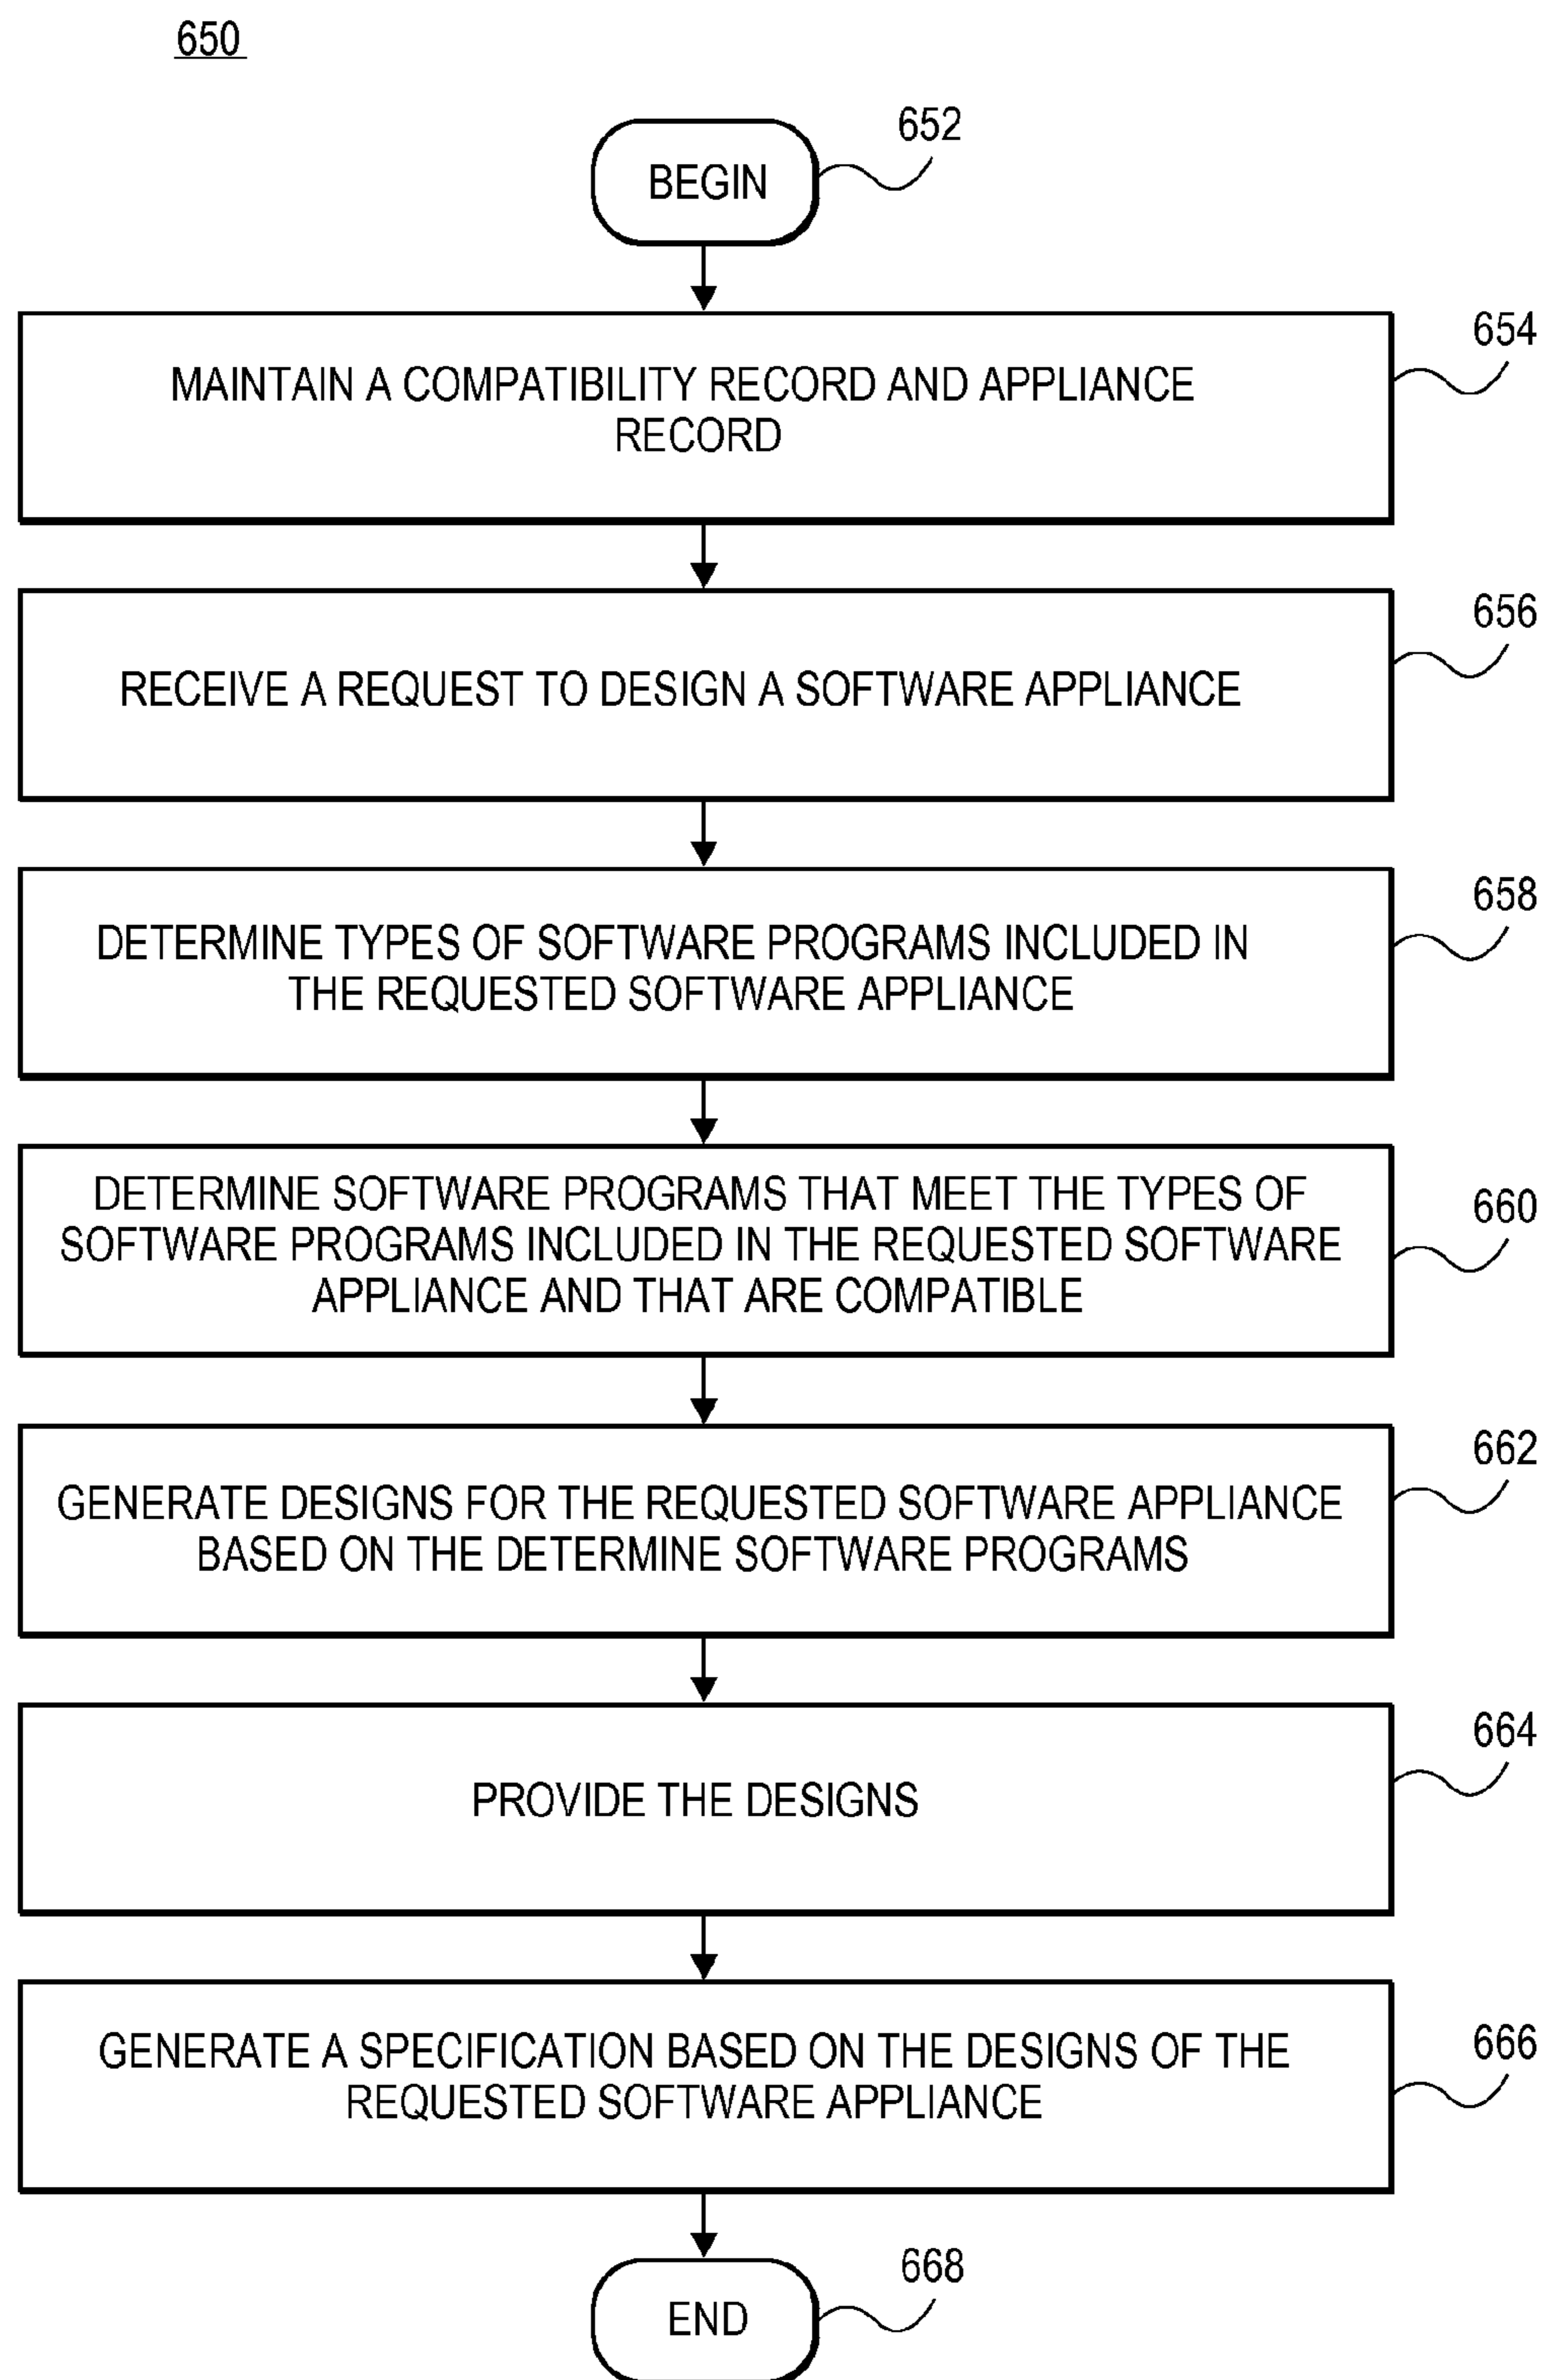 650
652
BEGIN
654
MAINTAIN A COMPATIBILITY RECORD AND APPLIANCE
RECORD
656
RECEIVE A REQUEST TO DESIGN A SOFTWARE APPLIANCE
658
DETERMINE TYPES OF SOFTWARE PROGRAMS INCLUDED IN
THE REQUESTED SOFTWARE APPLIANCE
660
DETERMINE SOFTWARE PROGRAMS THAT MEET THE TYPES OF
SOFTWARE PROGRAMS INCLUDED IN THE REQUESTED SOFTWARE
APPLIANCE AND THAT ARE COMPATIBLE
662
GENERATE DESIGNS FOR THE REQUESTED SOFTWARE APPLIANCE
BASED ON THE DETERMINE SOFTWARE PROGRAMS
664
PROVIDE THE DESIGNS
666
GENERATE A SPECIFICATION BASED ON THE DESIGNS OF THE
REQUESTED SOFTWARE APPLIANCE
668
END